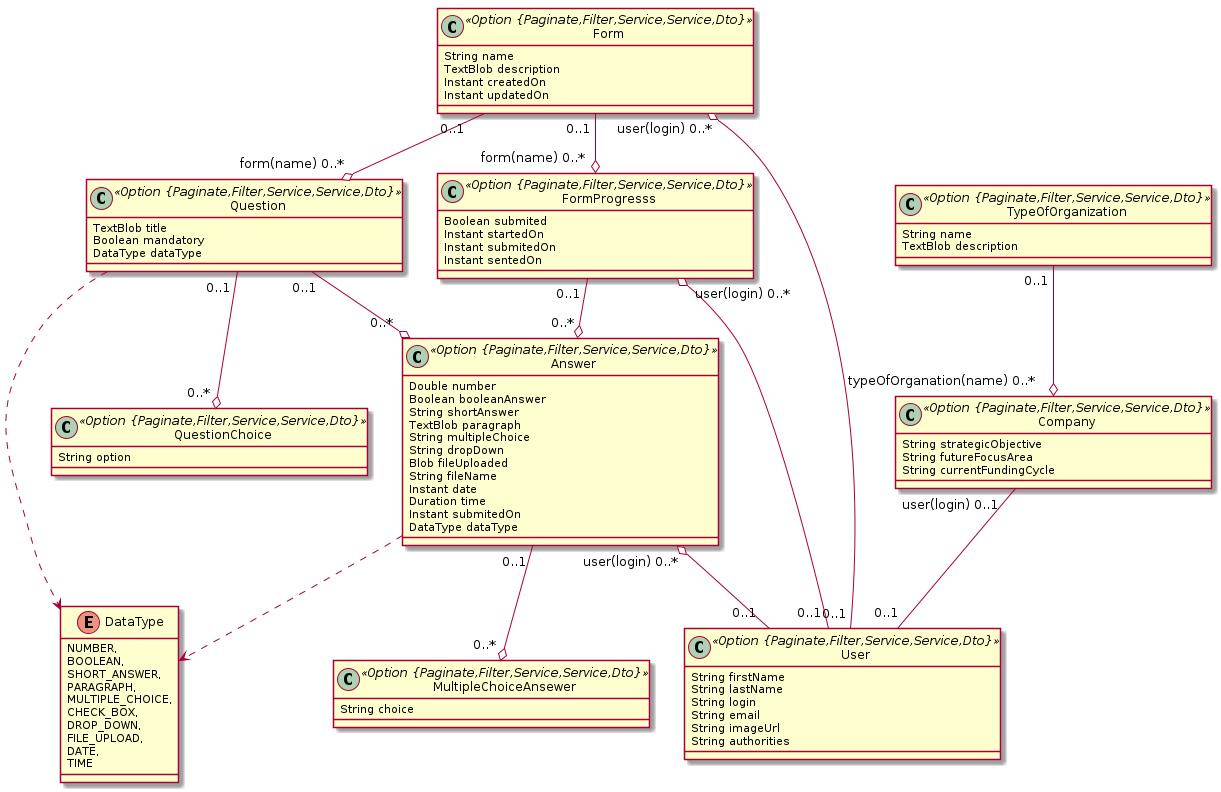 C «Option {Paginate,Filter,Service,Service,Dto}»
Form
String name
TextBlob description
Instant createdOn
Instant updatedOn
0..1
0..1
user(login) 0..*
form(name) 0..*
form(name) 0..*
C «Option {Paginate,Filter,Service,Service,Dto}»
Question
TextBlob title
Boolean mandatory
DataType dataType
C «Option {Paginate,Filter,Service,Service,Dto}»
FormProgresss
Boolean submited
Instant startedOn
Instant submitedOn
Instant sentedOn
C «Option {Paginate,Filter,Service,Service,Dto}»
TypeOfOrganization
String name
TextBlob description
0..1
0..1
0..1
user(login) 0..*
0..1
0..*
0..*
0..*
typeOfOrganation(name) 0..*
C «Option {Paginate,Filter,Service,Service,Dto}»
QuestionChoice
String option
C «Option {Paginate,Filter,Service,Service,Dto}»
Answer
Double number
Boolean booleanAnswer
String shortAnswer
TextBlob paragraph
String multipleChoice
String dropDown
Blob fileUploaded
String fileName
Instant date
Duration time
Instant submitedOn
DataType dataType
C «Option {Paginate,Filter,Service,Service,Dto}»
Company
String strategicObjective
String futureFocusArea
String currentFundingCycle
user(login) 0..1
0..1
user(login) 0..*
0..*
0..1
0..1
0..1
0..1
E DataType
NUMBER,
BOOLEAN,
SHORT_ANSWER,
PARAGRAPH,
MULTIPLE_CHOICE,
CHECK_BOX,
DROP_DOWN,
FILE_UPLOAD,
DATE,
TIME
C «Option {Paginate,Filter,Service,Service,Dto}»
MultipleChoiceAnsewer
String choice
C «Option {Paginate,Filter,Service,Service,Dto}»
User
String firstName
String lastName
String login
String email
String imageUrl
String authorities